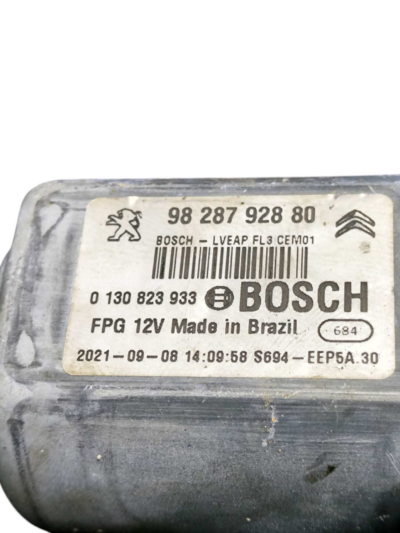 98 287 928 80
BOSCH - LVEAP FL3 CEM01
0 130 823 933 BOSCH
FPG 12V Made in Brazil 684
2021-09-08 14:09:58 S694-EEP5A.30